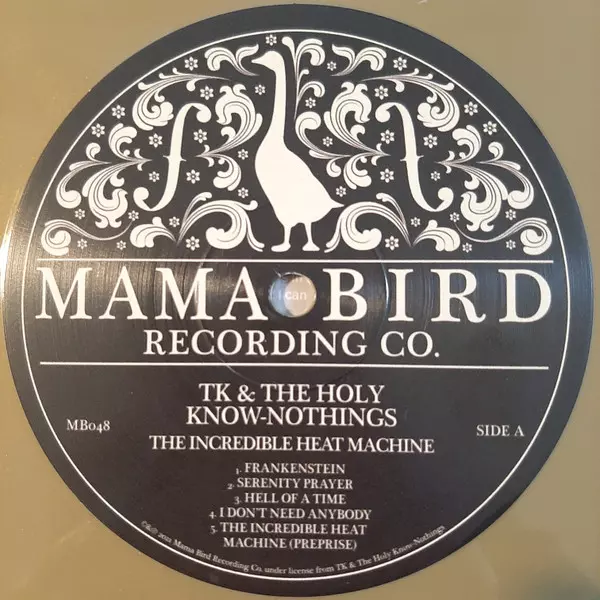 MAMA BIRD
RECORDING CO.
TK & THE HOLY
KNOW-NOTHINGS
MB048
SIDE A
THE INCREDIBLE HEAT MACHINE
1. FRANKENSTEIN
2. SERENITY PRAYER
3. HELL OF A TIME
4. I DON'T NEED ANYBODY
5. THE INCREDIBLE HEAT
MACHINE (PREPRISE)
©&℗ 2021 Mama Bird Recording Co. under license from TK & The Holy Know-Nothings